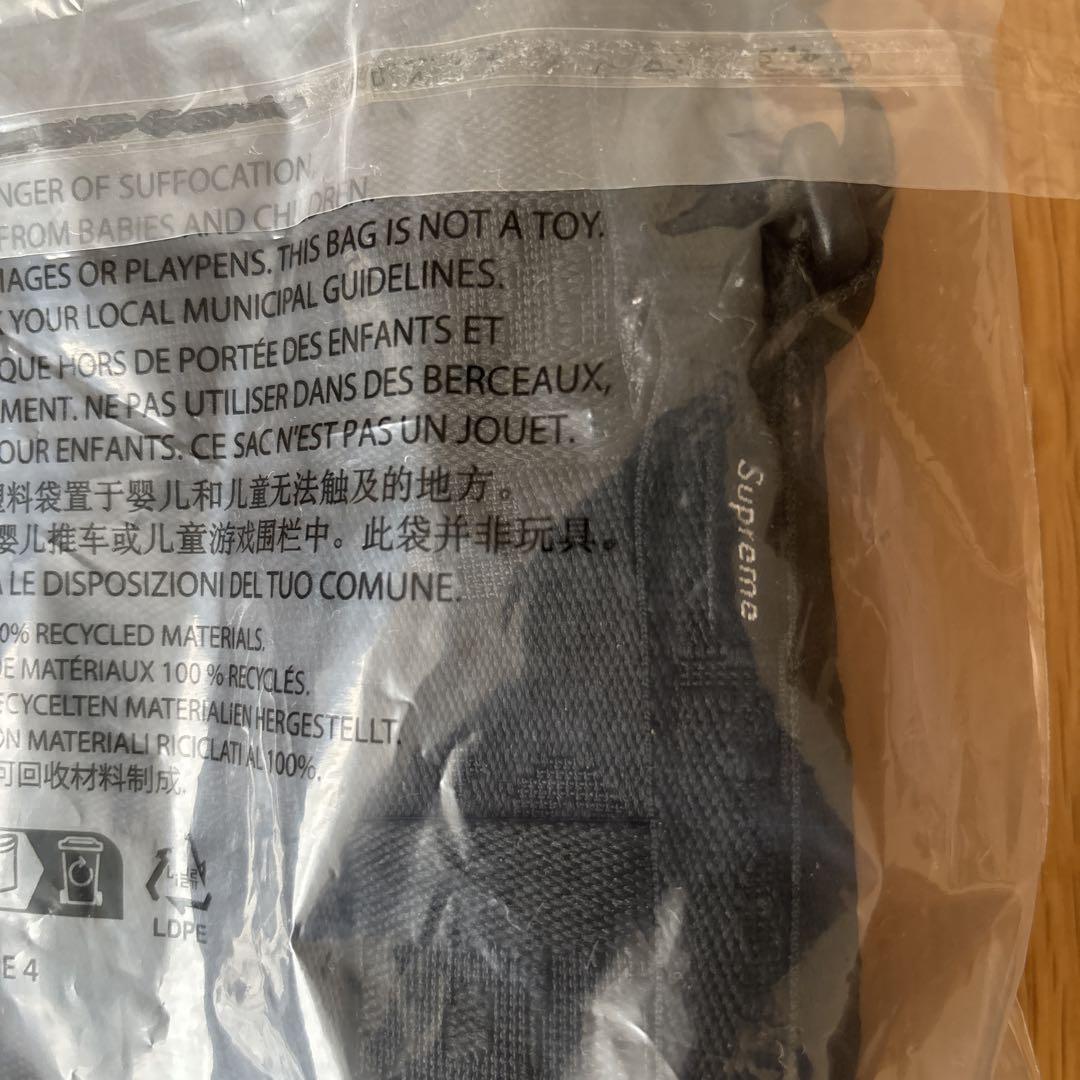 NGER OF SUFFOCATION.
FROM BABIES AND CHILDREN.
IAGES OR PLAYPENS. THIS BAG IS NOT A TOY.
K YOUR LOCAL MUNICIPAL GUIDELINES.
QUE HORS DE PORTÉE DES ENFANTS ET
MENT. NE PAS UTILISER DANS DES BERCEAUX,
OUR ENFANTS. CE SAC N'EST PAS UN JOUET.
塑料袋置于婴儿和儿童无法触及的地方。
婴儿推车或儿童游戏围栏中。此袋并非玩具。
A LE DISPOSIZIONI DEL TUO COMUNE.
0% RECYCLED MATERIALS.
DE MATÉRIAUX 100 % RECYCLÉS.
ECYCELTEN MATERIALIEN HERGESTELLT.
ON MATERIALI RICICLATI AL 100%.
可回收材料制成.
LDPE
E 4
Supreme